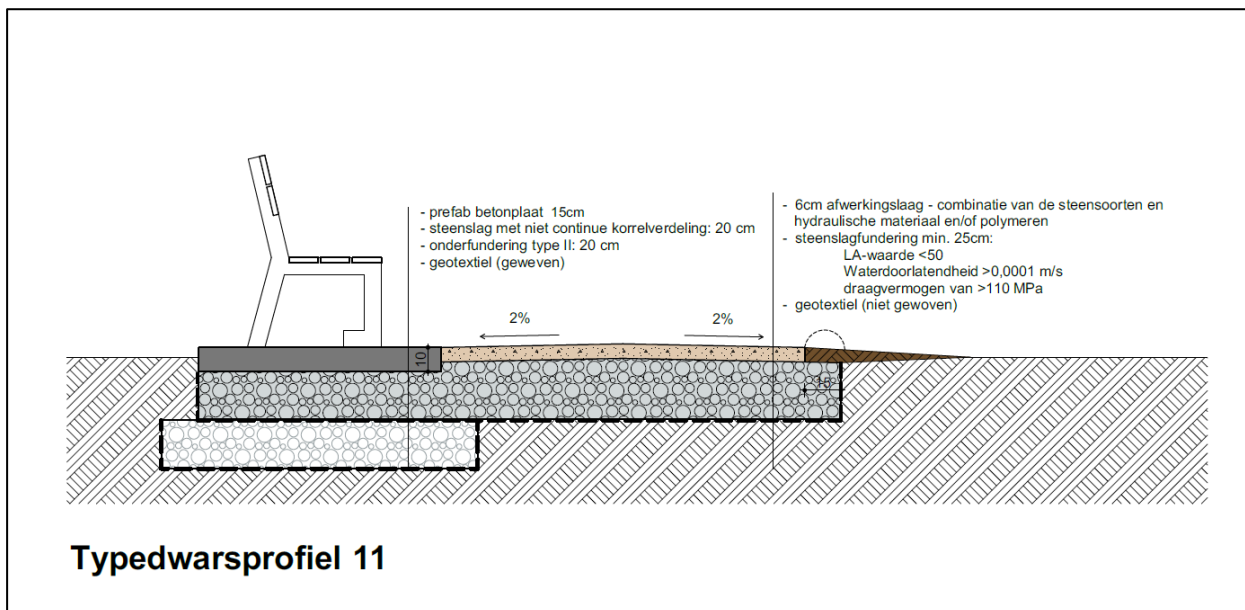 - prefab betonplaat 15cm
- steenslag met niet continue korrelverdeling: 20 cm
- onderfundering type II: 20 cm
- geotextiel (geweven)
- 6cm afwerkingslaag - combinatie van de steensoorten en
hydraulische materiaal en/of polymeren
- steenslagfundering min. 25cm:
LA-waarde <50
Waterdoorlatendheid >0,0001 m/s
draagvermogen van >110 MPa
- geotextiel (niet gewoven)
2%
2%
10
15
Typedwarsprofiel 11